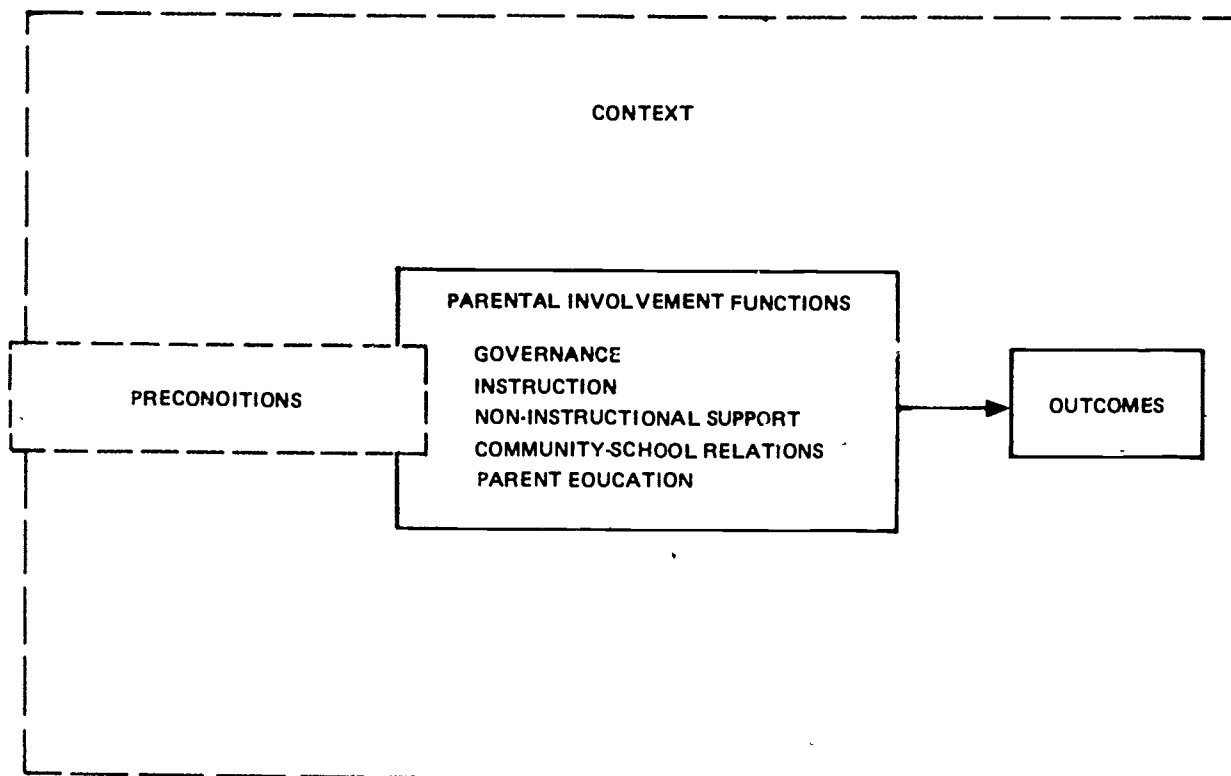 CONTEXT
PARENTAL INVOLVEMENT FUNCTIONS
GOVERNANCE
INSTRUCTION
NON-INSTRUCTIONAL SUPPORT
COMMUNITY-SCHOOL RELATIONS
PARENT EOUCATION
PRECONOITIONS
OUTCOMES